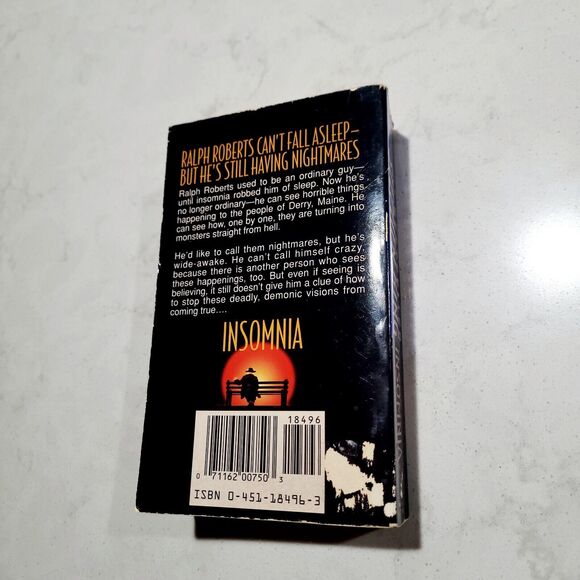 RALPH ROBERTS CAN'T FALL ASLEEP–
BUT HE'S STILL HAVING NIGHTMARES
Ralph Roberts used to be an ordinary guy—
until insomnia robbed him of sleep. Now he's
no longer ordinary—he can see horrible things
happening to the people of Derry, Maine. He
can see how, one by one, they are turning into
monsters straight from hell.
He'd like to call them nightmares, but he's
wide-awake. He can't call himself crazy,
because there is another person who sees
these happenings, too. But even if seeing is
believing, it still doesn't give him a clue of how
to stop these deadly, demonic visions from
coming true....
INSOMNIA
18496
0 71162 00750 3
ISBN 0-451-18496-3
INSOMNIA